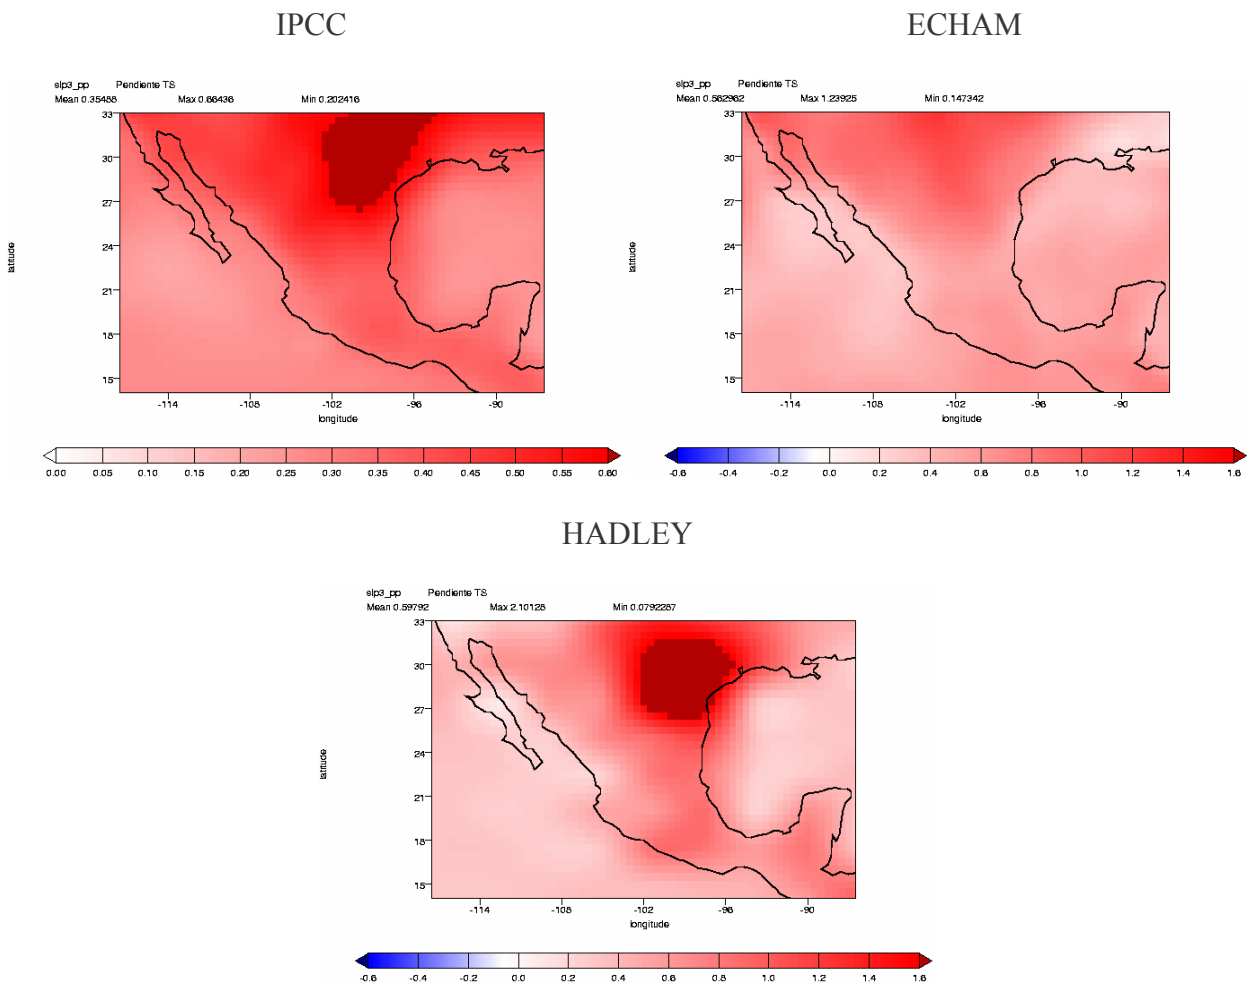 IPCC
ECHAM
slp3_pp Pendiente TS
Mean 0.35488 Max 0.66436 Min 0.202416
33
30
27
24
21
18
15
latitude
-114 -108 -102 -96 -90
longitude
0.00 0.05 0.10 0.15 0.20 0.25 0.30 0.35 0.40 0.45 0.50 0.55 0.60
slp3_pp Pendiente TS
Mean 0.562962 Max 1.23925 Min 0.147342
33
30
27
24
21
18
15
latitude
-114 -108 -102 -96 -90
longitude
-0.6 -0.4 -0.2 0.0 0.2 0.4 0.6 0.8 1.0 1.2 1.4 1.6
HADLEY
slp3_pp Pendiente TS
Mean 0.59792 Max 2.10128 Min 0.0792287
33
30
27
24
21
18
15
latitude
-114 -108 -102 -96 -90
longitude
-0.6 -0.4 -0.2 0.0 0.2 0.4 0.6 0.8 1.0 1.2 1.4 1.6